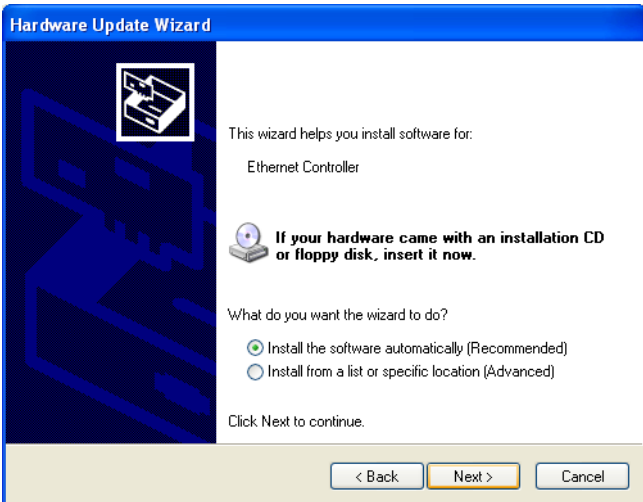 Hardware Update Wizard
This wizard helps you install software for:
Ethernet Controller
If your hardware came with an installation CD
or floppy disk, insert it now.
What do you want the wizard to do?
Install the software automatically (Recommended)
Install from a list or specific location (Advanced)
Click Next to continue.
< Back Next > Cancel